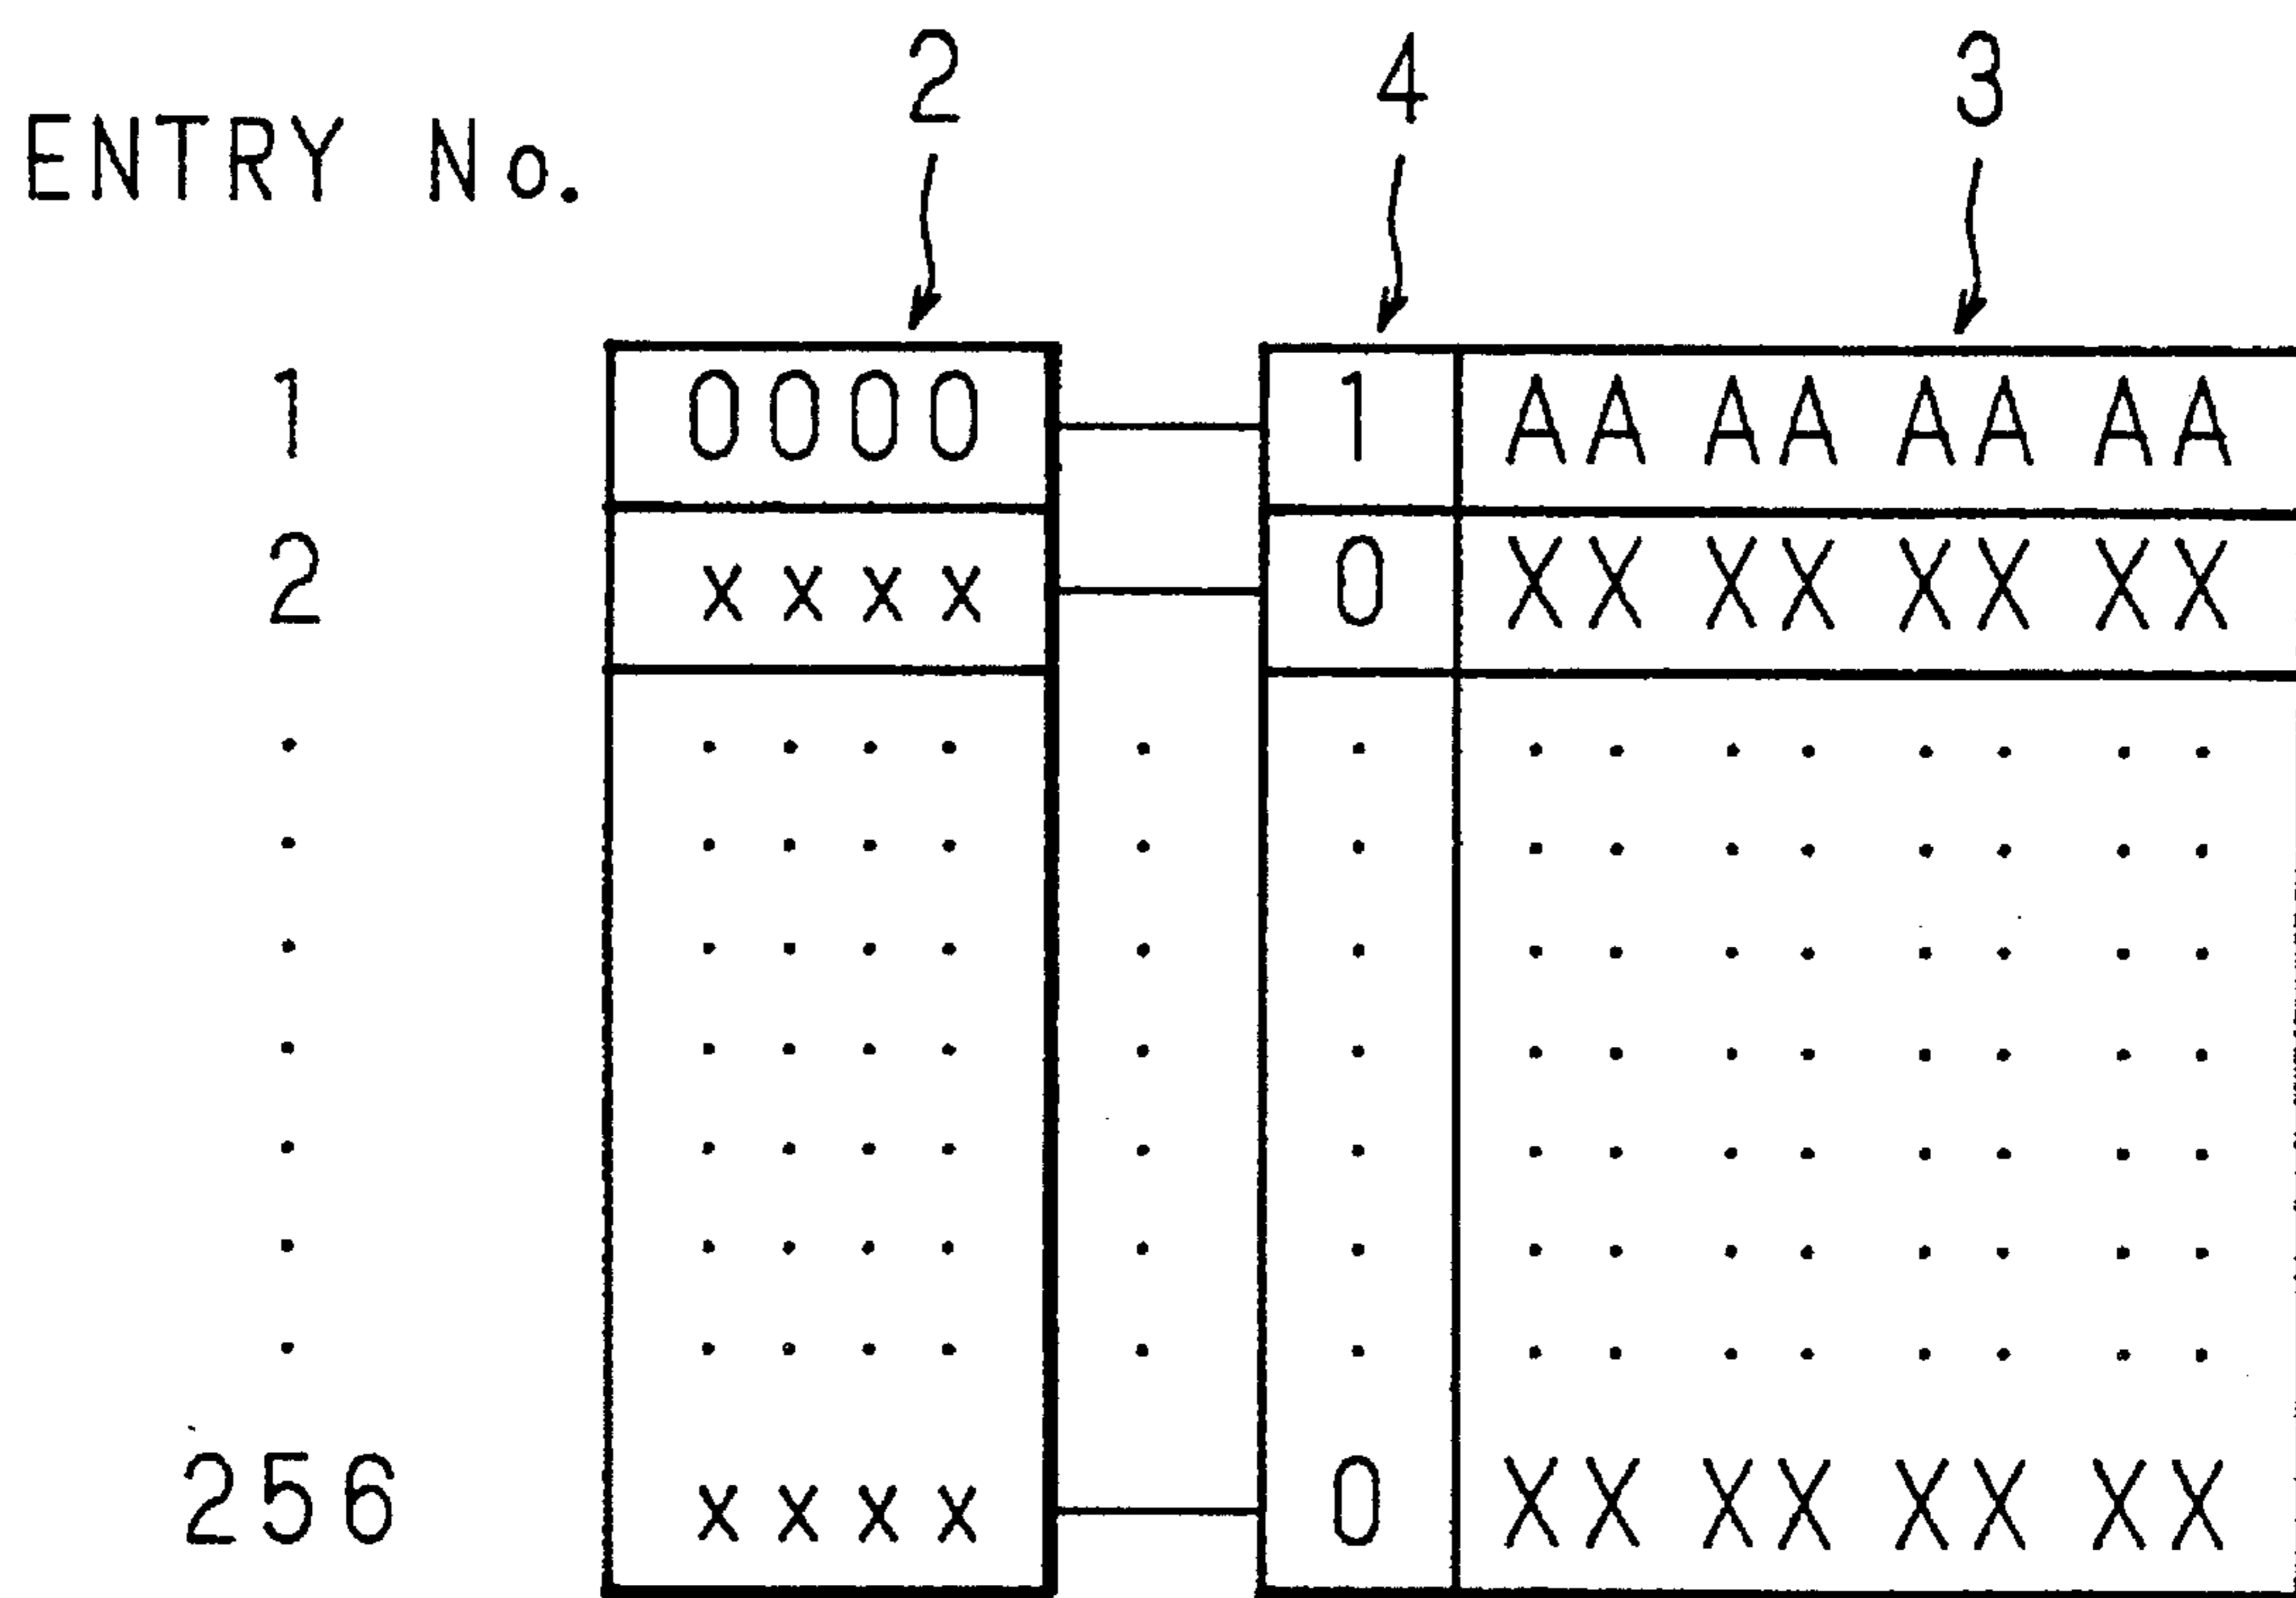 2 4 3
ENTRY No.
1 0000 1 AA AA AA AA
2 xxxx 0 XX XX XX XX
256 xxxx 0 XX XX XX XX